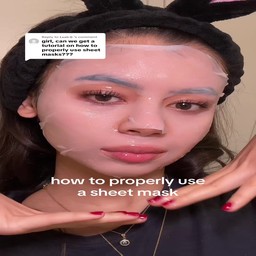 girl, can we get a
tutorial on how to
properly use sheet
masks???
how to properly use
a sheet mask